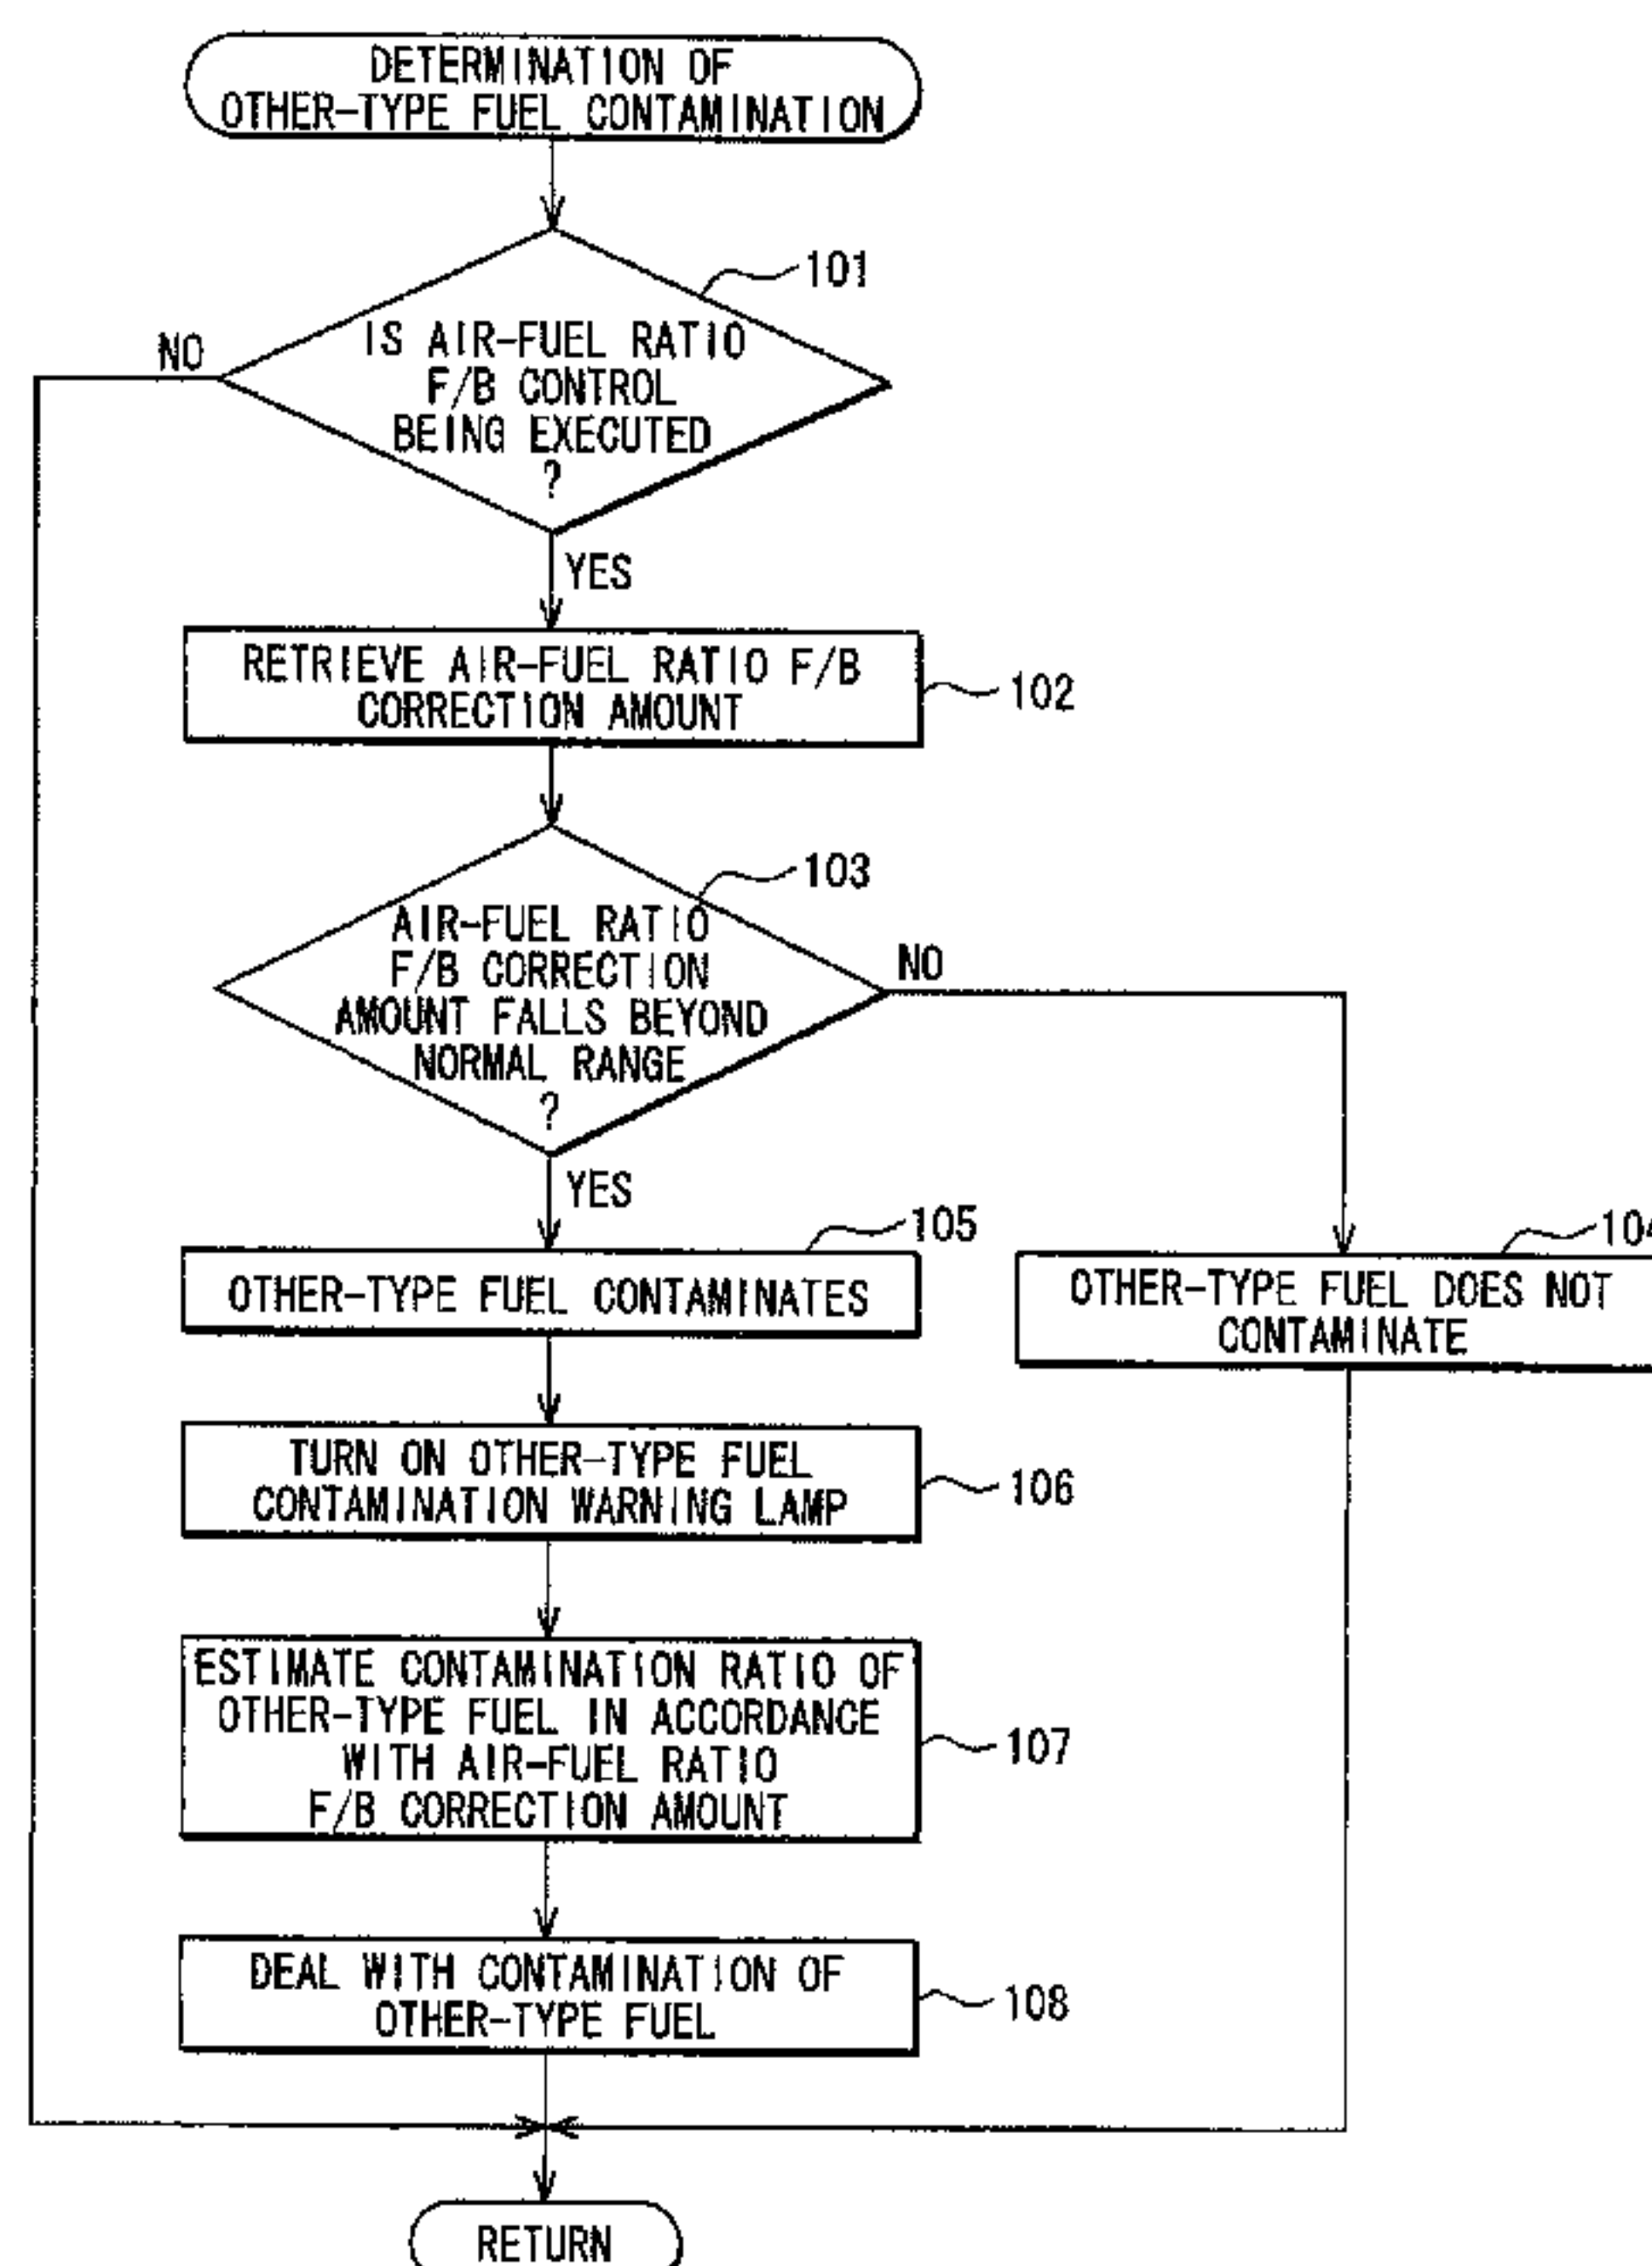 DETERMINATION OF
OTHER-TYPE FUEL CONTAMINATION
101
IS AIR-FUEL RATIO
F/B CONTROL
BEING EXECUTED
?
NO
YES
RETRIEVE AIR-FUEL RATIO F/B
CORRECTION AMOUNT
102
103
AIR-FUEL RATIO
F/B CORRECTION
AMOUNT FALLS BEYOND
NORMAL RANGE
?
NO
YES
105
OTHER-TYPE FUEL CONTAMINATES
104
OTHER-TYPE FUEL DOES NOT
CONTAMINATE
TURN ON OTHER-TYPE FUEL
CONTAMINATION WARNING LAMP
106
ESTIMATE CONTAMINATION RATIO OF
OTHER-TYPE FUEL IN ACCORDANCE
WITH AIR-FUEL RATIO
F/B CORRECTION AMOUNT
107
DEAL WITH CONTAMINATION OF
OTHER-TYPE FUEL
108
RETURN